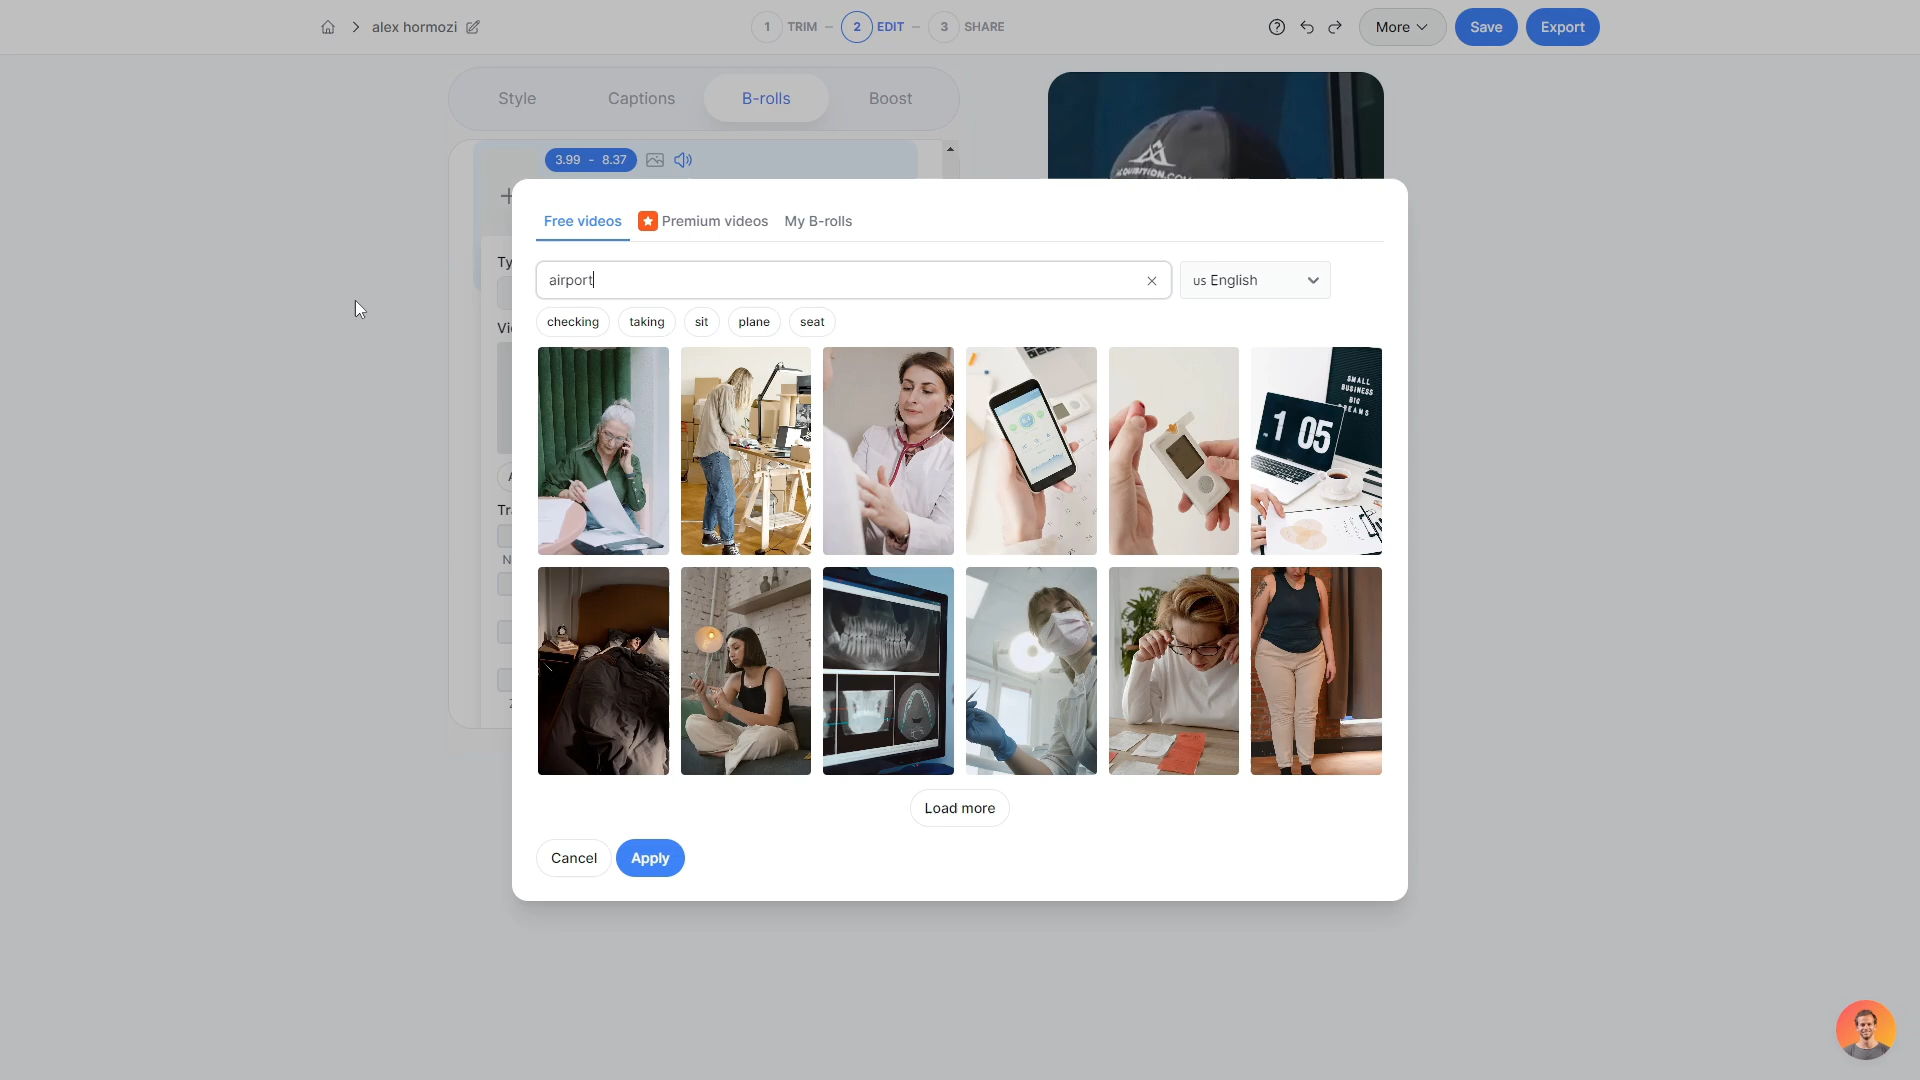 alex hormozi
1 TRIM – 2 EDIT – 3 SHARE
More
Save
Export
Style
Captions
B-rolls
Boost
3.99 - 8.37
Free videos
Premium videos
My B-rolls
airport
us English
checking
taking
sit
plane
seat
SMALL
BUSINESS
BIG
1 05
Load more
Cancel
Apply